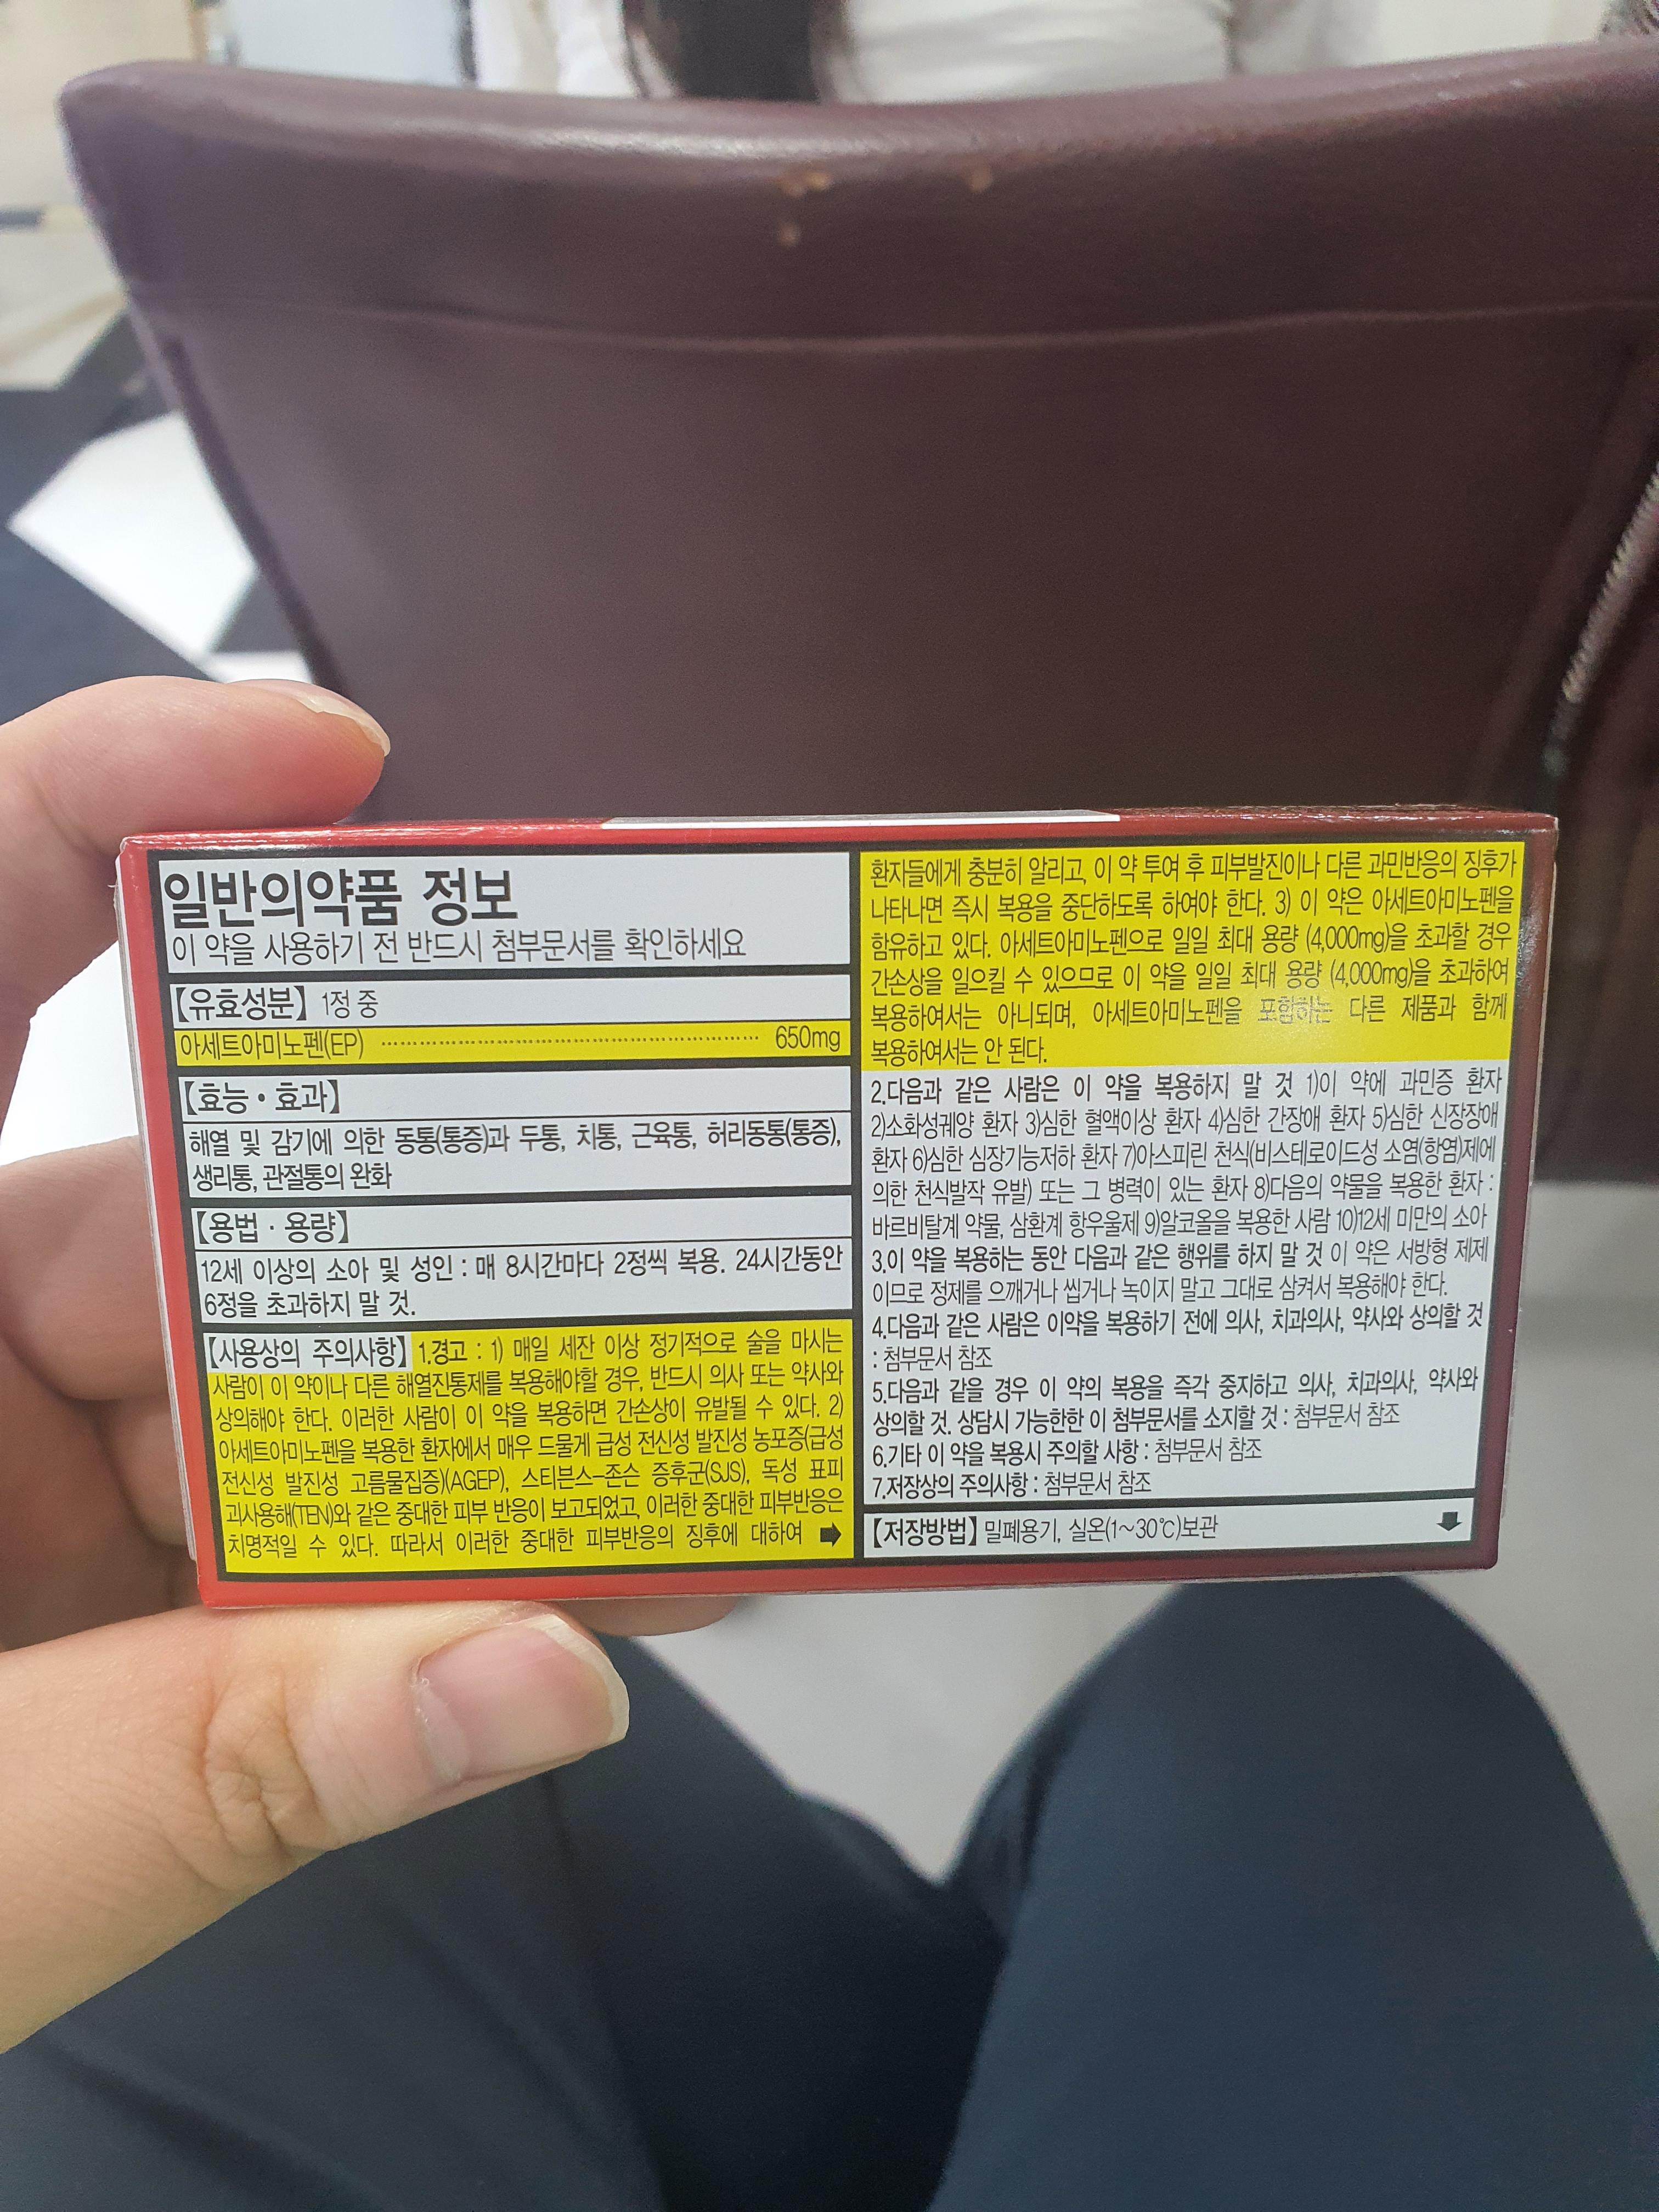 일반의약품 정보
이 약을 사용하기 전 반드시 첨부문서를 확인하세요
【유효성분】 1정 중
아세트아미노펜(EP) ······························································ 650mg
【효능·효과】
해열 및 감기에 의한 동통(통증)과 두통, 치통, 근육통, 허리동통(통증),
생리통, 관절통의 완화
【용법·용량】
12세 이상의 소아 및 성인 : 매 8시간마다 2정씩 복용. 24시간동안
6정을 초과하지 말 것.
【사용상의 주의사항】 1.경고 : 1) 매일 세잔 이상 정기적으로 술을 마시는
사람이 이 약이나 다른 해열진통제를 복용해야할 경우, 반드시 의사 또는 약사와
상의해야 한다. 이러한 사람이 이 약을 복용하면 간손상이 유발될 수 있다. 2)
아세트아미노펜을 복용한 환자에서 매우 드물게 급성 전신성 발진성 농포증(급성
전신성 발진성 고름물집증)(AGEP), 스티븐스-존슨 증후군(SJS), 독성 표피
괴사용해(TEN)와 같은 중대한 피부 반응이 보고되었고, 이러한 중대한 피부반응은
치명적일 수 있다. 따라서 이러한 중대한 피부반응의 징후에 대하여 ➡
환자들에게 충분히 알리고, 이 약 투여 후 피부발진이나 다른 과민반응의 징후가
나타나면 즉시 복용을 중단하도록 하여야 한다. 3) 이 약은 아세트아미노펜을
함유하고 있다. 아세트아미노펜으로 일일 최대 용량 (4,000mg)을 초과할 경우
간손상을 일으킬 수 있으므로 이 약을 일일 최대 용량 (4,000mg)을 초과하여
복용하여서는 아니되며, 아세트아미노펜을 포함하는 다른 제품과 함께
복용하여서는 안 된다.
2.다음과 같은 사람은 이 약을 복용하지 말 것 1)이 약에 과민증 환자
2)소화성궤양 환자 3)심한 혈액이상 환자 4)심한 간장애 환자 5)심한 신장장애
환자 6)심한 심장기능저하 환자 7)아스피린 천식(비스테로이드성 소염(항염)제에
의한 천식발작 유발) 또는 그 병력이 있는 환자 8)다음의 약물을 복용한 환자 :
바르비탈계 약물, 삼환계 항우울제 9)알코올을 복용한 사람 10)12세 미만의 소아
3.이 약을 복용하는 동안 다음과 같은 행위를 하지 말 것 이 약은 서방형 제제
이므로 정제를 으깨거나 씹거나 녹이지 말고 그대로 삼켜서 복용해야 한다.
4.다음과 같은 사람은 이약을 복용하기 전에 의사, 치과의사, 약사와 상의할 것
: 첨부문서 참조
5.다음과 같을 경우 이 약의 복용을 즉각 중지하고 의사, 치과의사, 약사와
상의할 것. 상담시 가능한한 이 첨부문서를 소지할 것 : 첨부문서 참조
6.기타 이 약을 복용시 주의할 사항 : 첨부문서 참조
7.저장상의 주의사항 : 첨부문서 참조
【저장방법】 밀폐용기, 실온(1~30℃)보관 ⬇